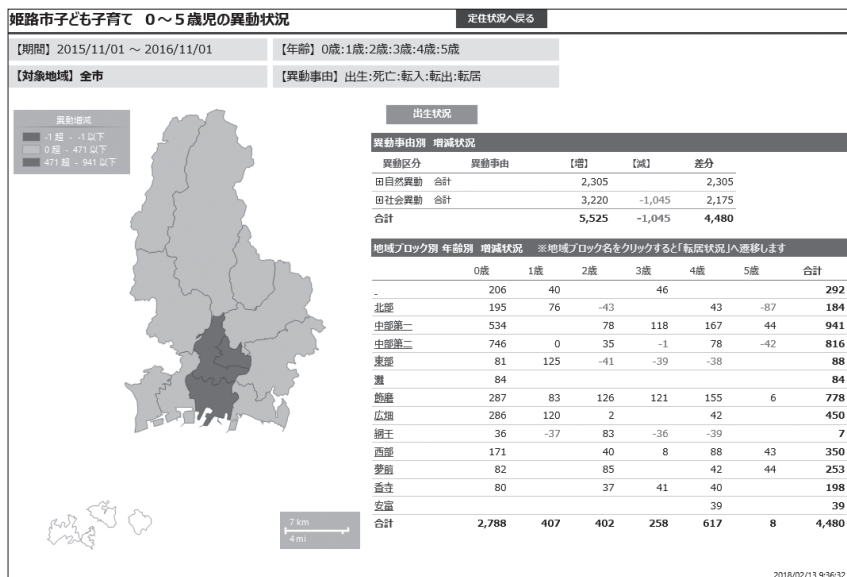 姫路市子ども子育て 0～5歳児の異動状況
定住状況へ戻る
【期間】2015/11/01 ～ 2016/11/01
【年齢】0歳:1歳:2歳:3歳:4歳:5歳
【対象地域】全市
【異動事由】出生:死亡:転入:転出:転居
異動増減
-1 超 - -1 以下
0 超 - 471 以下
471 超 - 941 以下
出生状況
異動事由別 増減状況
異動区分 異動事由 【増】 【減】 差分
⊞自然異動 合計 2,305 2,305
⊞社会異動 合計 3,220 -1,045 2,175
合計 5,525 -1,045 4,480
地域ブロック別 年齢別 増減状況 ※地域ブロック名をクリックすると「転居状況」へ遷移します
0歳 1歳 2歳 3歳 4歳 5歳 合計
- 206 40 46 292
北部 195 76 -43 43 -87 184
中部第一 534 78 118 167 44 941
中部第二 746 0 35 -1 78 -42 816
東部 81 125 -41 -39 -38 88
灘 84 84
飾磨 287 83 126 121 155 6 778
広畑 286 120 2 42 450
網干 36 -37 83 -36 -39 7
西部 171 40 8 88 43 350
夢前 82 85 42 44 253
香寺 80 37 41 40 198
安富 39 39
合計 2,788 407 402 258 617 8 4,480
7 km
4 mi
2018/02/13 9:36:32